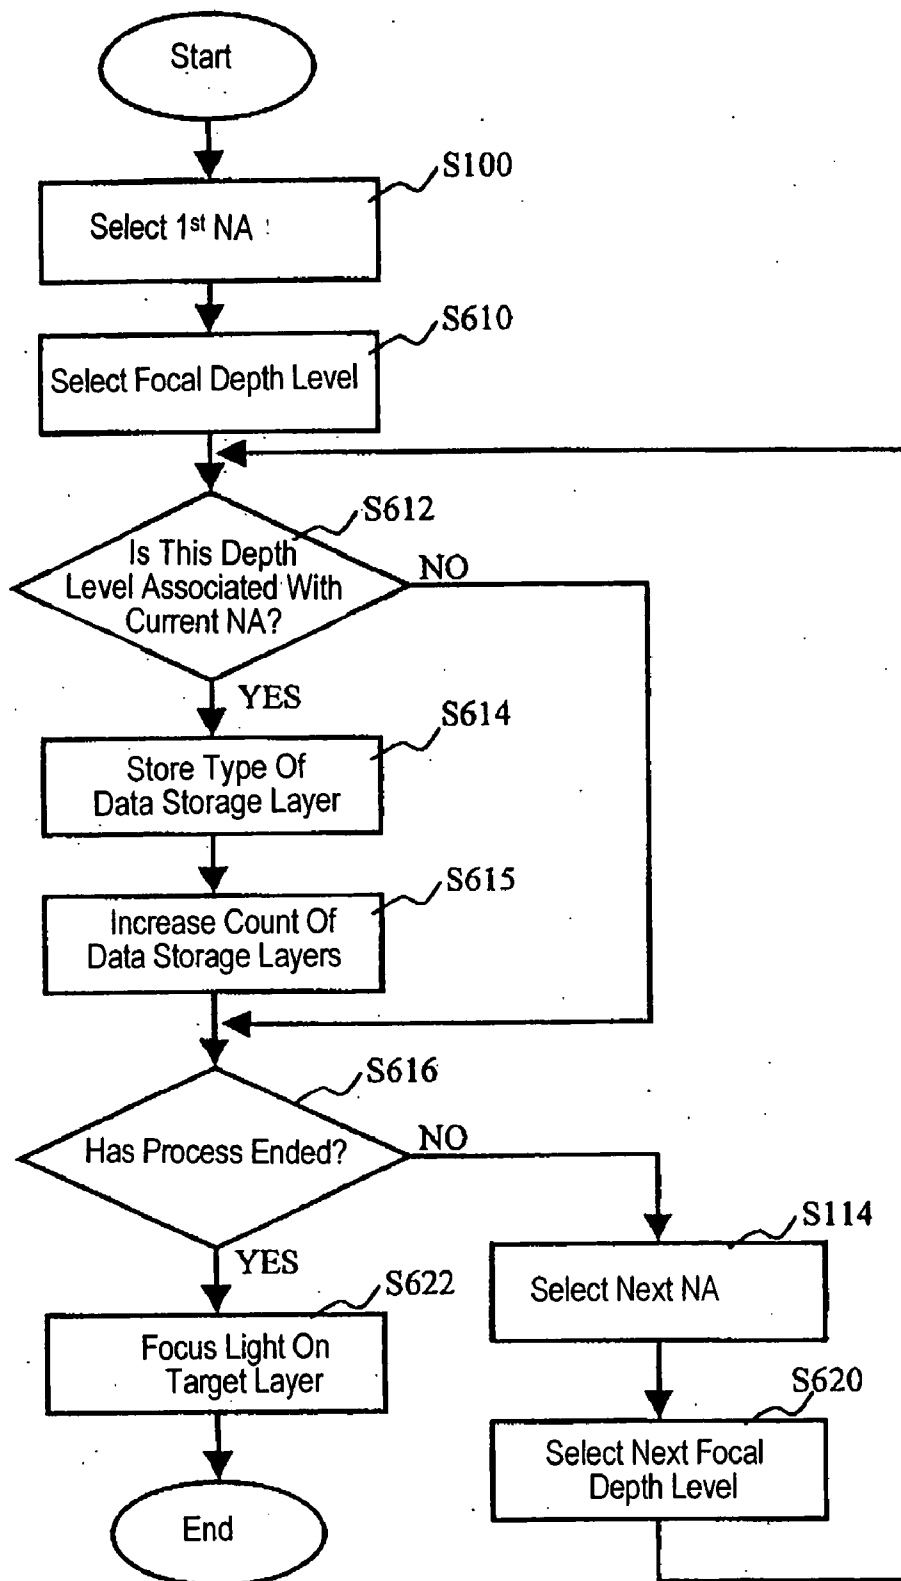 Start
S100
Select 1st NA
S610
Select Focal Depth Level
S612
Is This Depth
Level Associated With
Current NA?
NO
YES
S614
Store Type Of
Data Storage Layer
S615
Increase Count Of
Data Storage Layers
S616
Has Process Ended?
NO
S114
Select Next NA
YES
S622
Focus Light On
Target Layer
S620
Select Next Focal
Depth Level
End